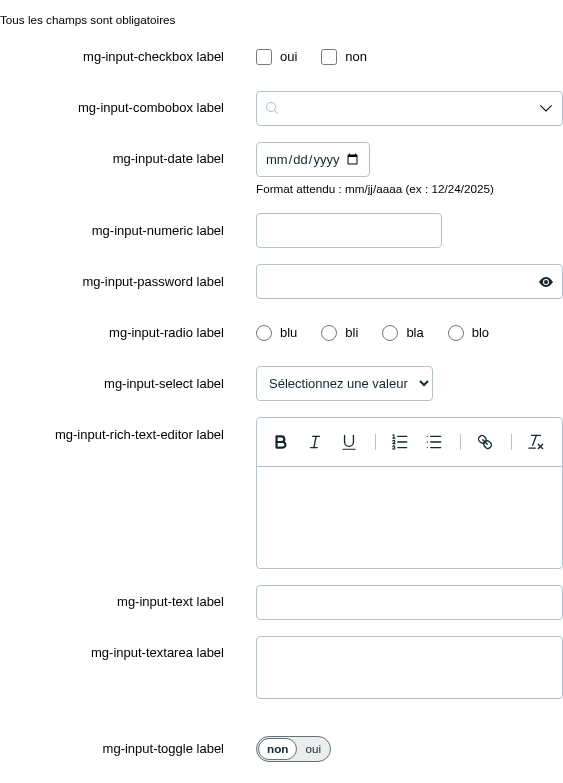 Tous les champs sont obligatoires
mg-input-checkbox label oui non
mg-input-combobox label
mg-input-date label mm/dd/yyyy
Format attendu : mm/jj/aaaa (ex : 12/24/2025)
mg-input-numeric label
mg-input-password label
mg-input-radio label blu bli bla blo
mg-input-select label Sélectionnez une valeur
mg-input-rich-text-editor label
mg-input-text label
mg-input-textarea label
mg-input-toggle label non oui